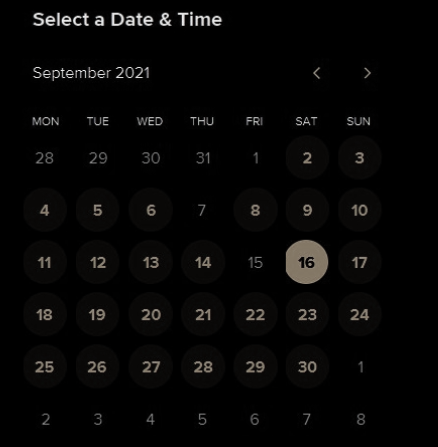 Select a Date & Time
September 2021
MON TUE WED THU FRI SAT SUN
28 29 30 31 1 2 3
4 5 6 7 8 9 10
11 12 13 14 15 16 17
18 19 20 21 22 23 24
25 26 27 28 29 30 1
2 3 4 5 6 7 8